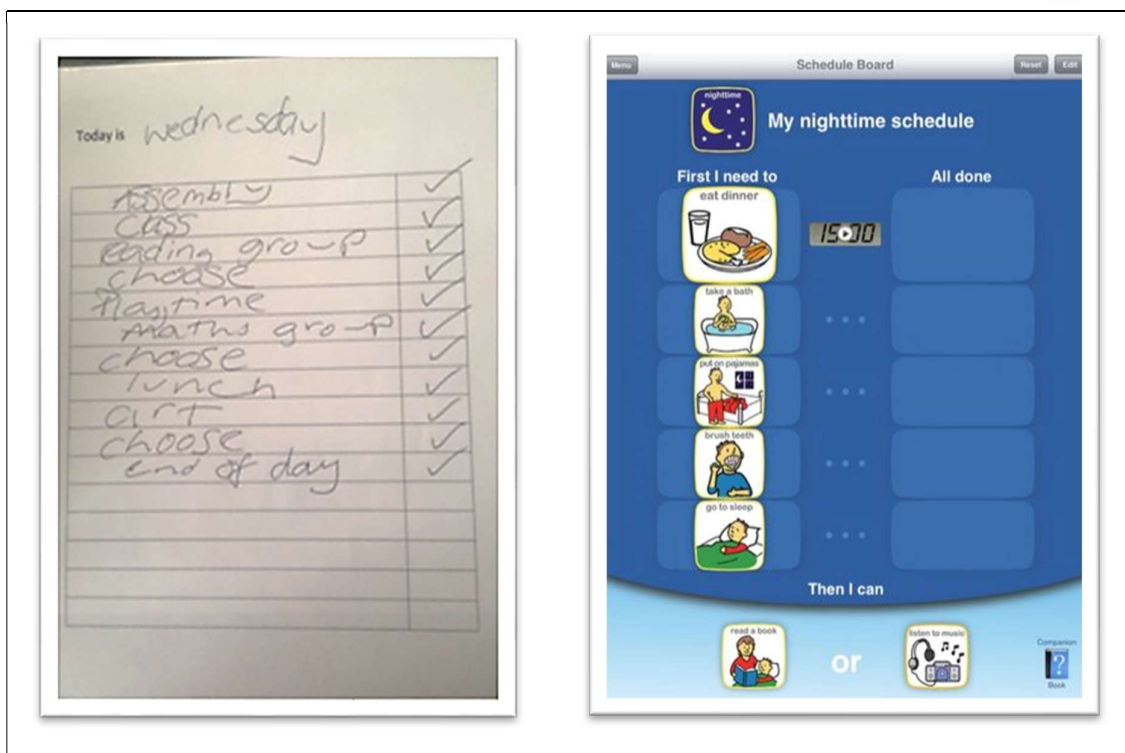 Today is wednesday
Assembly
Class
eading group
choose
Playtime
maths group
choose
lunch
art
choose
end of day
Menu
Schedule Board
Reset
Edit
nighttime
My nighttime schedule
First I need to
All done
eat dinner
15:00
take a bath
put on pajamas
brush teeth
go to sleep
Then I can
read a book
or
listen to music
Companion
?
Book